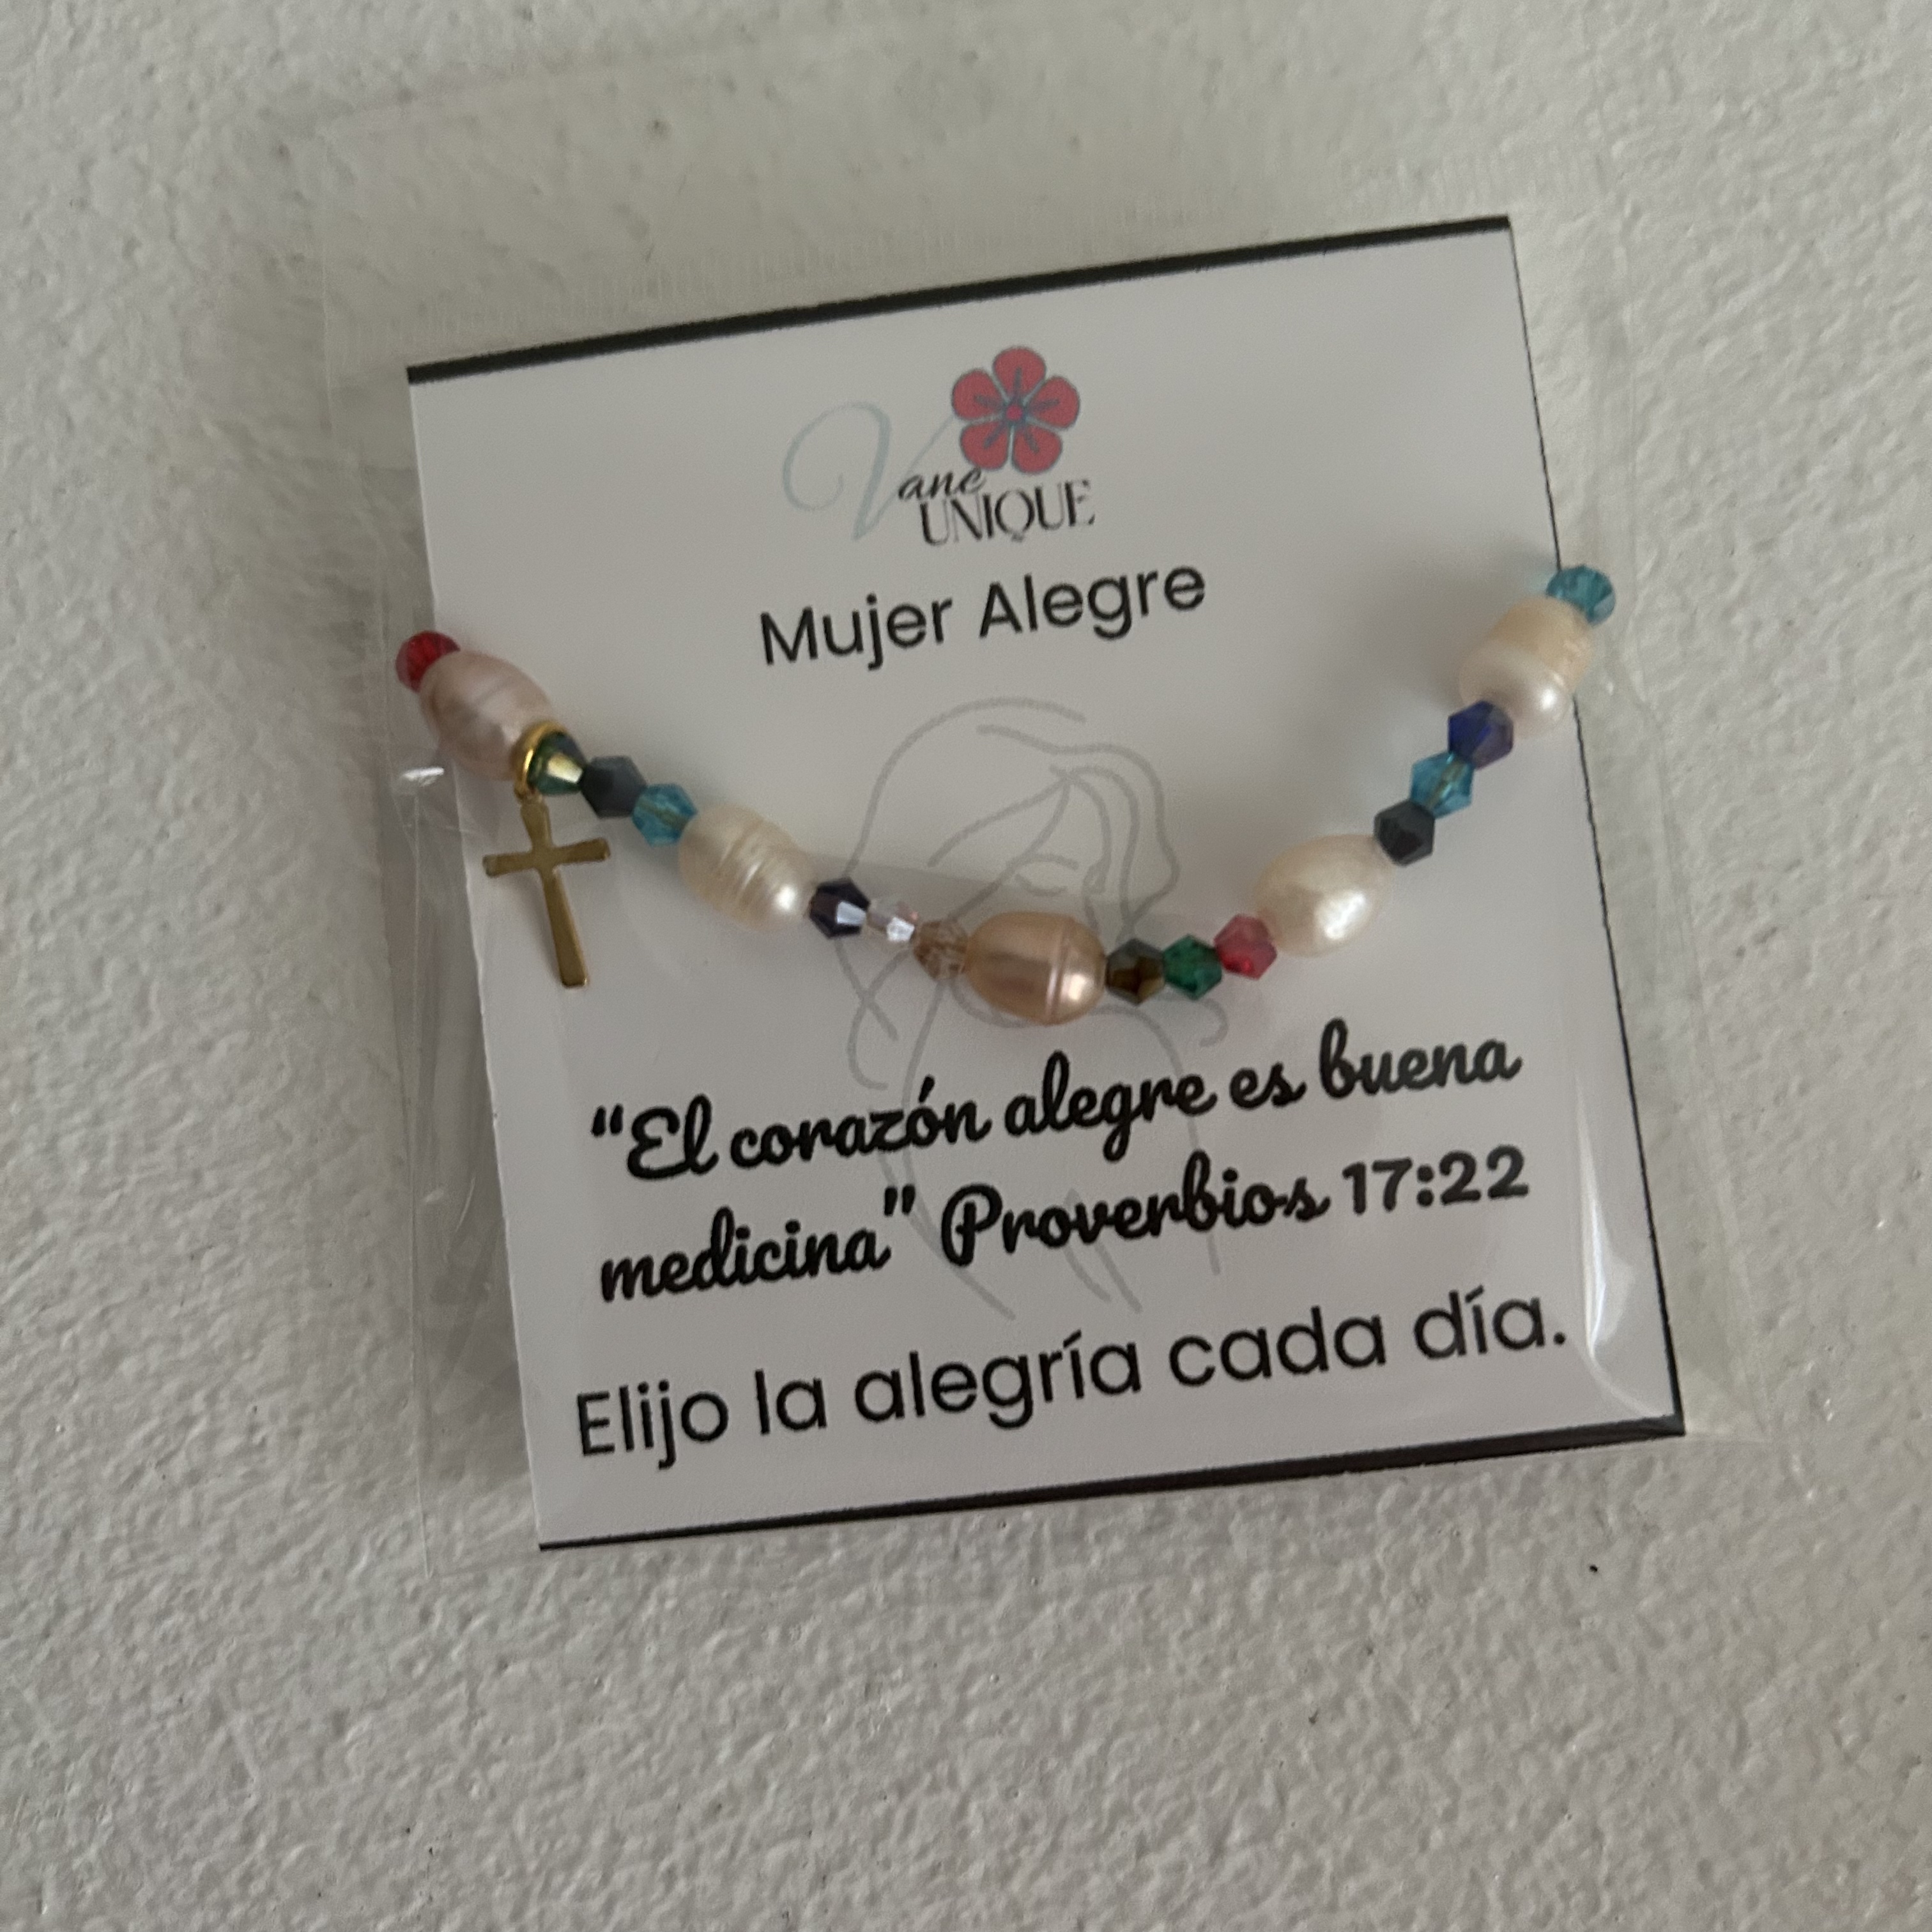 Vane
UNIQUE
Mujer Alegre
“El corazón alegre es buena
medicina” Proverbios 17:22
Elijo la alegría cada día.